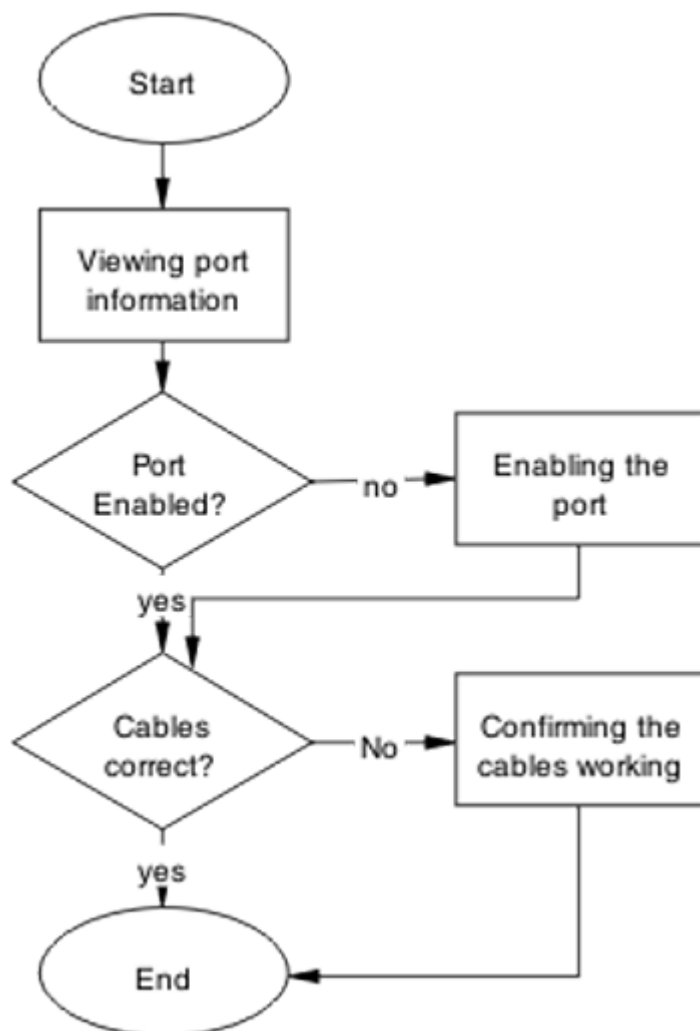 Start
Viewing port
information
Port
Enabled?
no
Enabling the
port
yes
Cables
correct?
No
Confirming the
cables working
yes
End